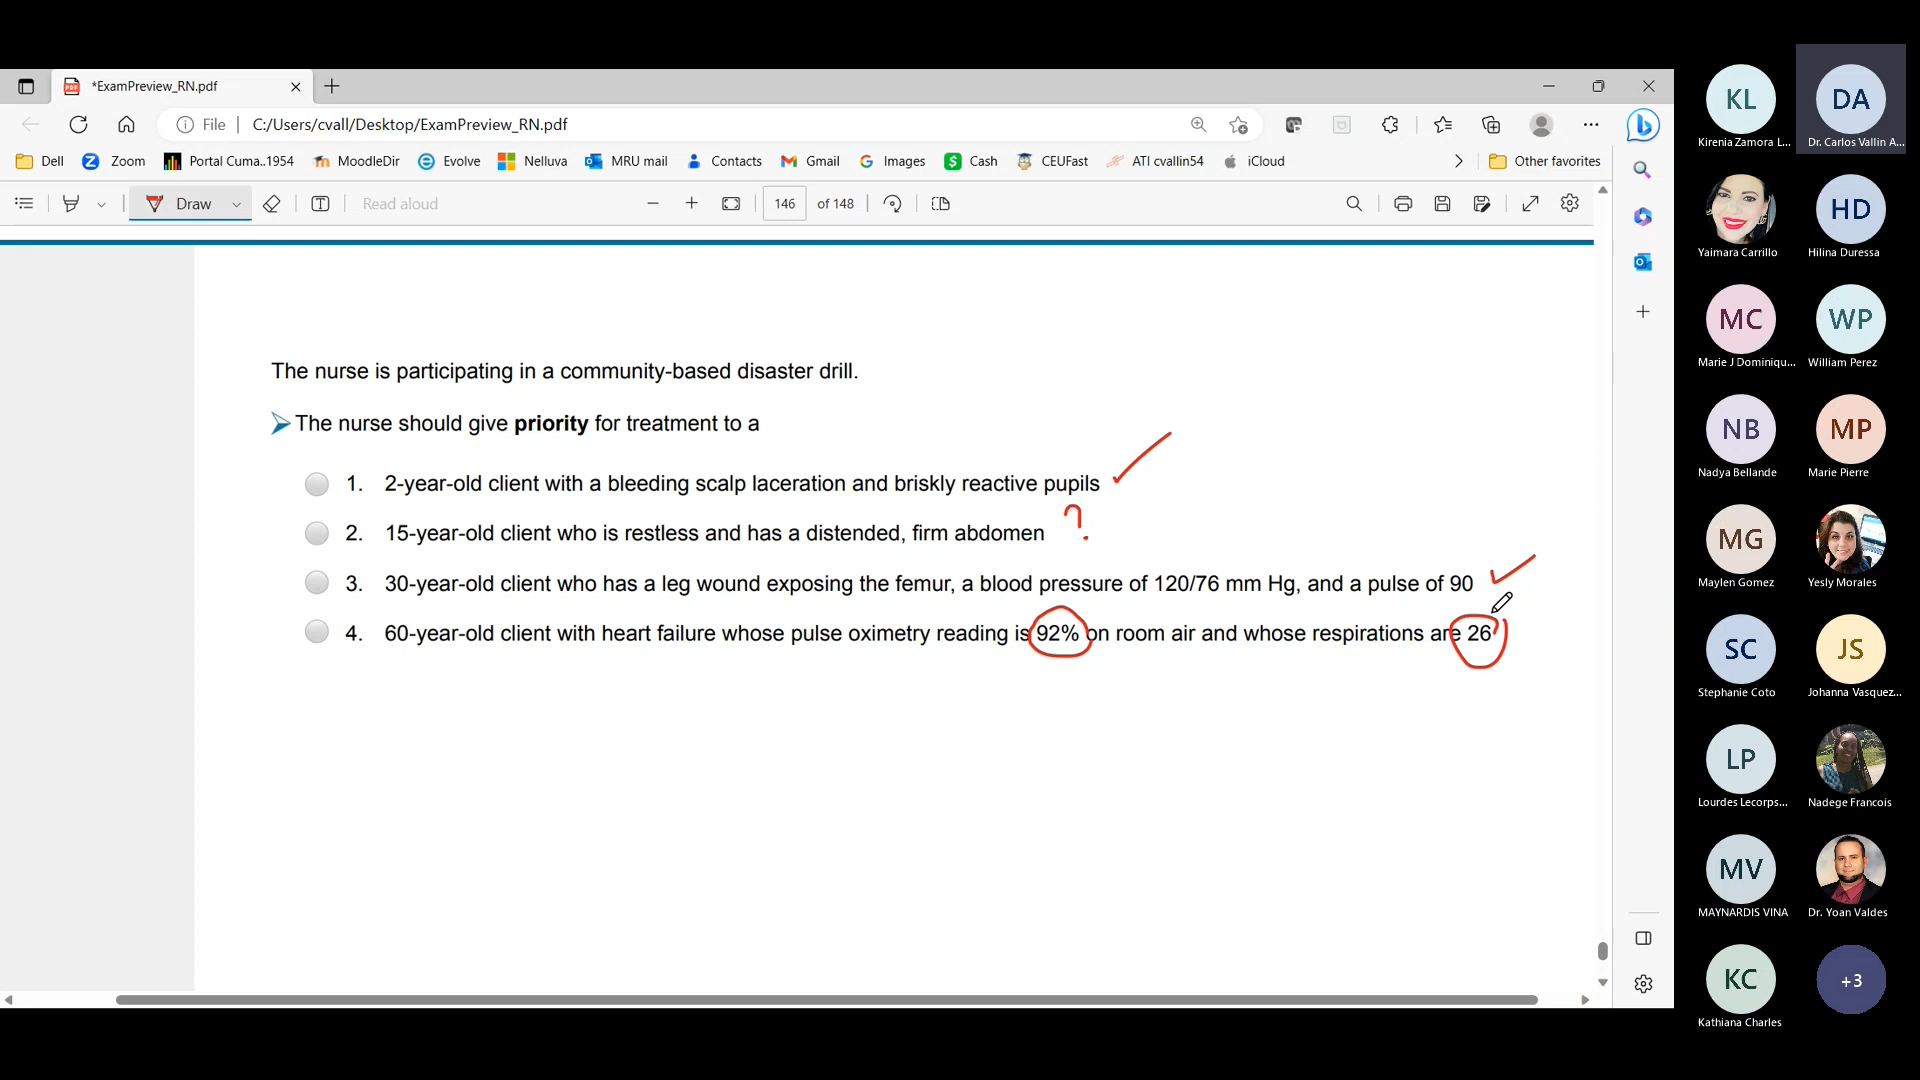 *ExamPreview_RN.pdf
File
C:/Users/cvall/Desktop/ExamPreview_RN.pdf
Dell Zoom Portal Cuma..1954 MoodleDir Evolve Nelluva MRU mail Contacts Gmail Images Cash CEUFast ATI cvallin54 iCloud Other favorites
Draw Read aloud 146 of 148
The nurse is participating in a community-based disaster drill.
The nurse should give priority for treatment to a
1. 2-year-old client with a bleeding scalp laceration and briskly reactive pupils
?
2. 15-year-old client who is restless and has a distended, firm abdomen
3. 30-year-old client who has a leg wound exposing the femur, a blood pressure of 120/76 mm Hg, and a pulse of 90
4. 60-year-old client with heart failure whose pulse oximetry reading is 92% on room air and whose respirations are 26
KL DA
Kirenia Zamora L... Dr. Carlos Vallin A...
HD
Yaimara Carrillo Hilina Duressa
MC WP
Marie J Dominiqu... William Perez
NB MP
Nadya Bellande Marie Pierre
MG
Maylen Gomez Yesly Morales
SC JS
Stephanie Coto Johanna Vasquez...
LP
Lourdes Lecorps... Nadege Francois
MV
MAYNARDIS VINA Dr. Yoan Valdes
KC +3
Kathiana Charles